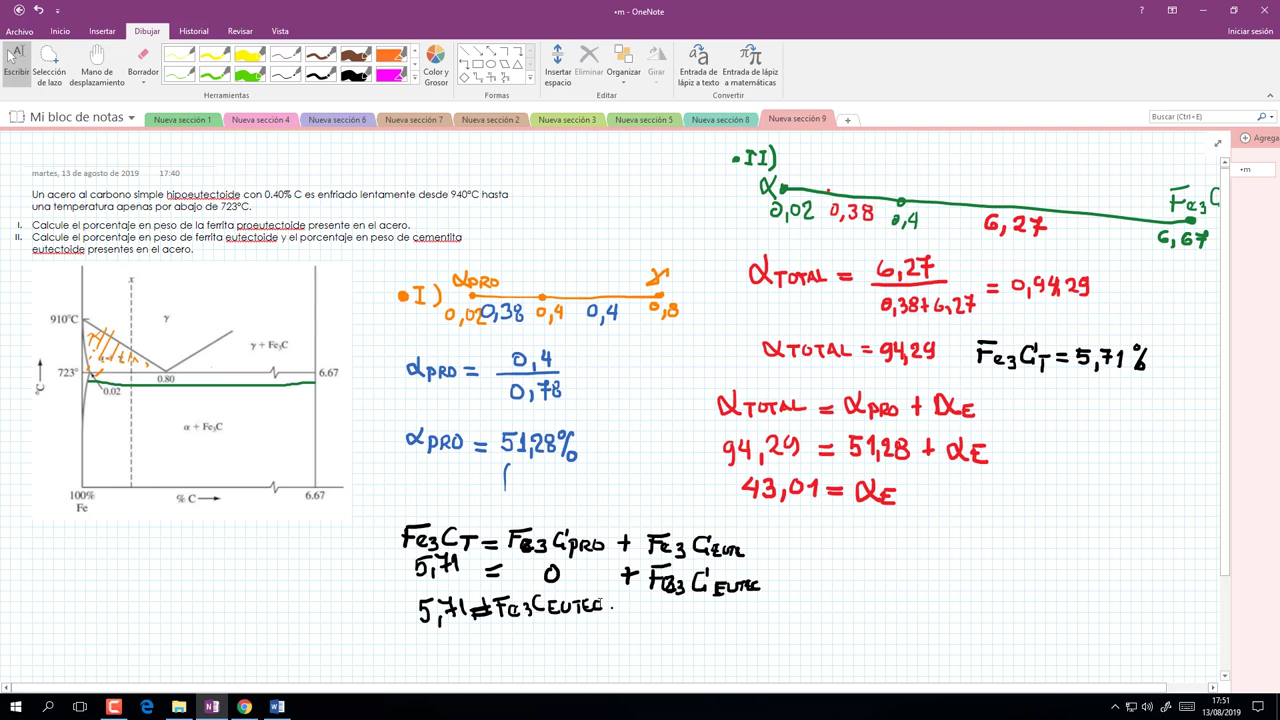 •m - OneNote
Iniciar sesión
Archivo Inicio Insertar Dibujar Historial Revisar Vista
Escribir
Selección de lazo
Mano de desplazamiento
Borrador
Color y Grosor
Insertar espacio
Eliminar
Organizar
Girar
Entrada de lápiz a texto
Entrada de lápiz a matemáticas
Herramientas Formas Editar Convertir
Mi bloc de notas
Nueva sección 1 Nueva sección 4 Nueva sección 6 Nueva sección 7 Nueva sección 2 Nueva sección 3 Nueva sección 5 Nueva sección 8 Nueva sección 9
Buscar (Ctrl+E)
Agrega
•m
martes, 13 de agosto de 2019 17:40
Un acero al carbono simple hipoeutectoide con 0.40% C es enfriado lentamente desde 940°C hasta
una temperatura apenas por abajo de 723°C.
I. Calcule el porcentaje en peso de la ferrita proeutectoide presente en el acero.
II. Calcule el porcentaje en peso de ferrita eutectoide y el porcentaje en peso de cementita
eutectoide presentes en el acero.
x
910°C
γ
γ + Fe₃C
723°
°C
0.80
6.67
0.02
α + Fe₃C
100%
Fe
% C
6.67
•I)
αPRO γ
0,02 0,38 0,4 0,4 0,8
αPRO = 0,4 / 0,78
αPRO = 51,28%
Fe3CT = Fe3CPRO + Fe3CEUTE
5,71 = 0 + Fe3CEUTEC
5,71 = Fe3CEUTEC
•II)
α Fe3C
0,02 0,38 0,4 6,27 6,67
αTOTAL = 6,27 / 0,38+6,27 = 0,9429
αTOTAL = 94,29
Fe3CT = 5,71%
αTOTAL = αPRO + αE
94,29 = 51,28 + αE
43,01 = αE
17:51
13/08/2019